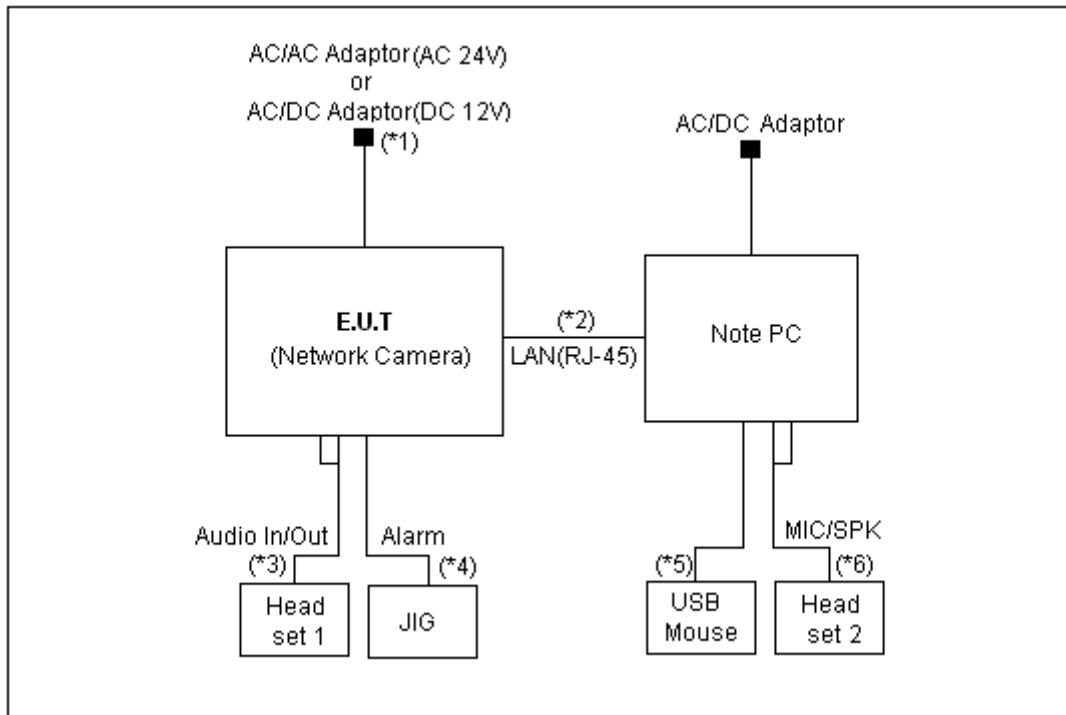 AC/AC Adaptor(AC 24V)
or
AC/DC Adaptor(DC 12V)
(*1)
AC/DC Adaptor
E.U.T
(Network Camera)
(*2)
LAN(RJ-45)
Note PC
Audio In/Out
(*3)
Alarm
(*4)
MIC/SPK
(*5)
(*6)
Head
set 1
JIG
USB
Mouse
Head
set 2